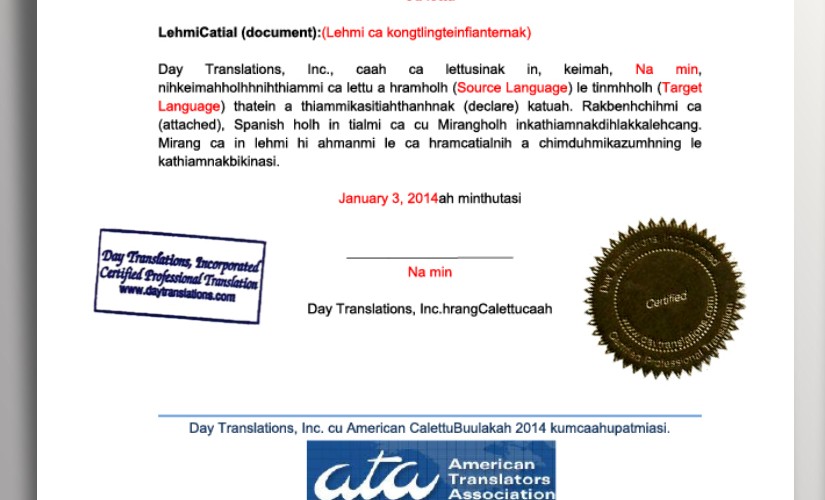 LehmiCatial (document):(Lehmi ca kongtlingteinfianternak)
Day Translations, Inc., caah ca lettusinak in, keimah, Na min,
nihkeimahholhhnihthiammi ca lettu a hramholh (Source Language) le tinmhholh (Target
Language) thatein a thiammikasitiahthanhnak (declare) katuah. Rakbenhchihmi ca
(attached), Spanish holh in tialmi ca cu Mirangholh inkathiamnakdihlakkalehcang.
Mirang ca in lehmi hi ahmanmi le ca hramcatialnih a chimduhmikazumhning le
kathiamnakbikinasi.
January 3, 2014ah minthutasi
Day Translations, Incorporated
Certified Professional Translation
www.daytranslations.com
Na min
Day Translations, Inc.hrangCalettucaah
Day Translations Incorporated
Certified
www.daytranslations.com
Certified Professional Translation
Day Translations, Inc. cu American CalettuBuulakah 2014 kumcaahupatmiasi.
ata
American
Translators
Association